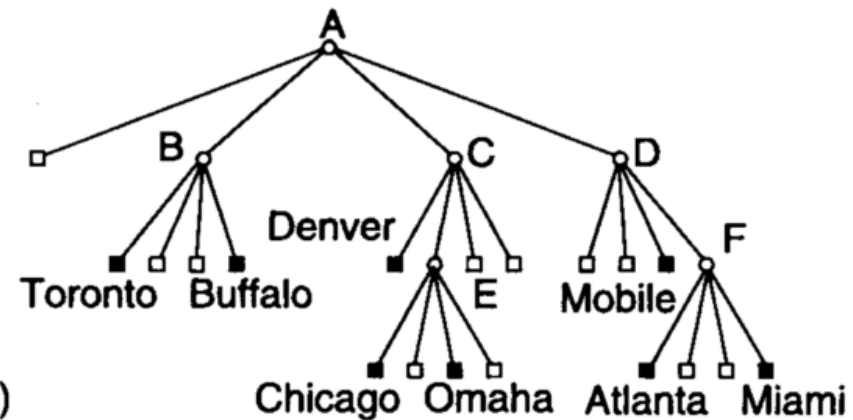 A
B C D
Denver F
Toronto Buffalo E Mobile
) Chicago Omaha Atlanta Miami